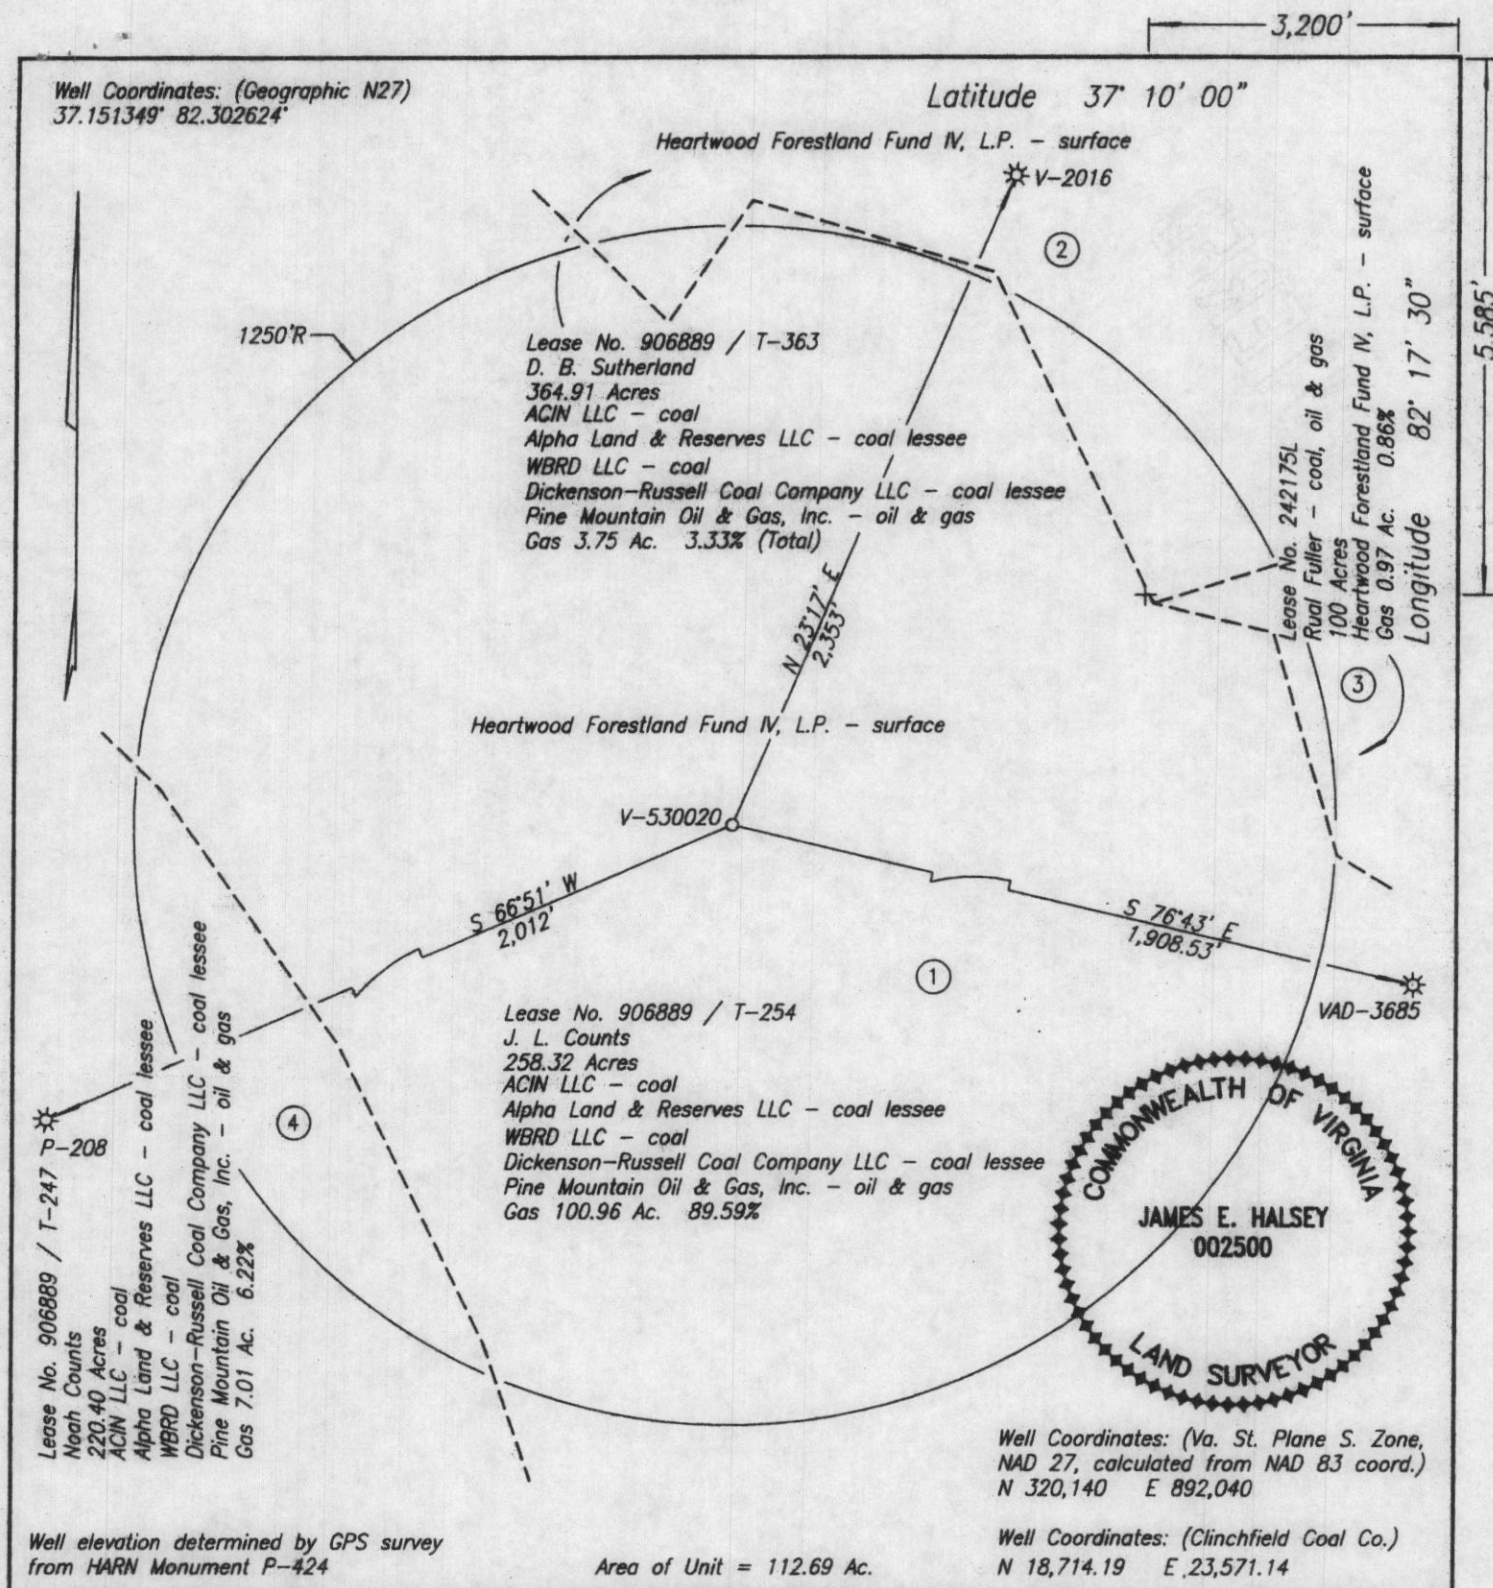 3,200'
Well Coordinates: (Geographic N27)
37.151349° 82.302624°
Latitude 37° 10' 00"
Heartwood Forestland Fund IV, L.P. – surface
V-2016
2
5,585'
1250'R
Lease No. 906889 / T-363
D. B. Sutherland
364.91 Acres
ACIN LLC – coal
Alpha Land & Reserves LLC – coal lessee
WBRD LLC – coal
Dickenson-Russell Coal Company LLC – coal lessee
Pine Mountain Oil & Gas, Inc. – oil & gas
Gas 3.75 Ac. 3.33% (Total)
Lease No. 242175L
Rual Fuller – coal, oil & gas
100 Acres
Heartwood Forestland Fund IV, L.P. – surface
Gas 0.97 Ac. 0.86%
Longitude 82° 17' 30"
N 23°17' E
2,353'
3
Heartwood Forestland Fund IV, L.P. – surface
V-530020
S 66°51' W
2,012'
S 76°43' E
1,908.53'
1
VAD-3685
Lease No. 906889 / T-254
J. L. Counts
258.32 Acres
ACIN LLC – coal
Alpha Land & Reserves LLC – coal lessee
WBRD LLC – coal
Dickenson-Russell Coal Company LLC – coal lessee
Pine Mountain Oil & Gas, Inc. – oil & gas
Gas 100.96 Ac. 89.59%
4
P-208
Lease No. 906889 / T-247
Noah Counts
220.40 Acres
ACIN LLC – coal
Alpha Land & Reserves LLC – coal lessee
WBRD LLC – coal
Dickenson-Russell Coal Company LLC – coal lessee
Pine Mountain Oil & Gas, Inc. – oil & gas
Gas 7.01 Ac. 6.22%
COMMONWEALTH OF VIRGINIA
JAMES E. HALSEY
002500
LAND SURVEYOR
Well Coordinates: (Va. St. Plane S. Zone,
NAD 27, calculated from NAD 83 coord.)
N 320,140 E 892,040
Well elevation determined by GPS survey
from HARN Monument P-424
Area of Unit = 112.69 Ac.
Well Coordinates: (Clinchfield Coal Co.)
N 18,714.19 E 23,571.14